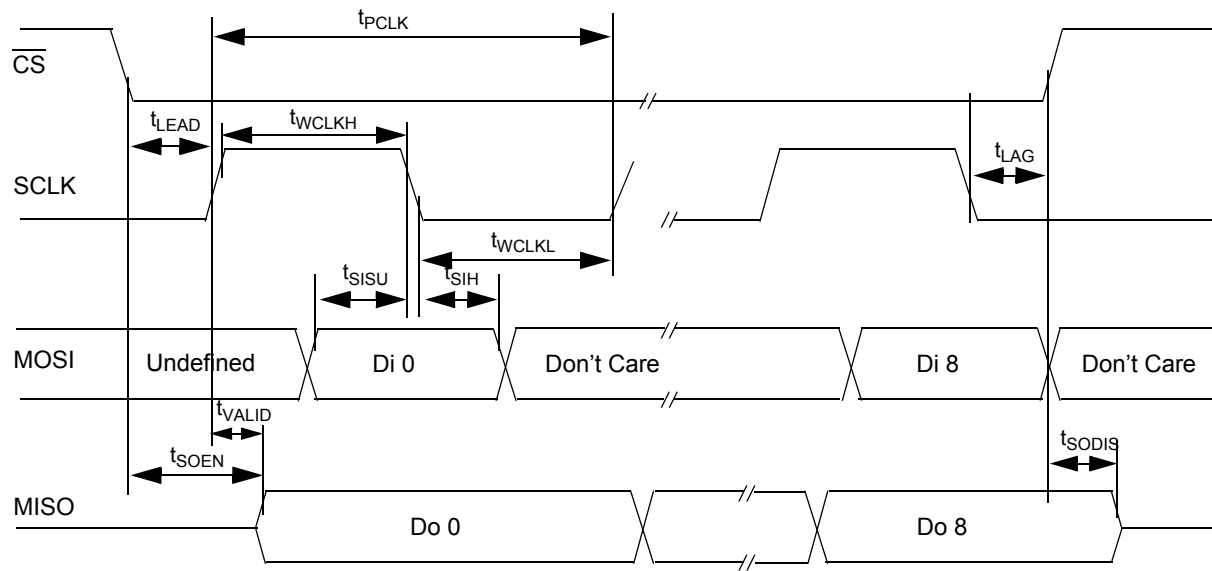 tPCLK
CS
tLEAD
tWCLKH
tLAG
SCLK
tWCLKL
tSISU
tSIH
MOSI
Undefined
Di 0
Don't Care
Di 8
Don't Care
tVALID
tSOEN
tSODIS
MISO
Do 0
Do 8